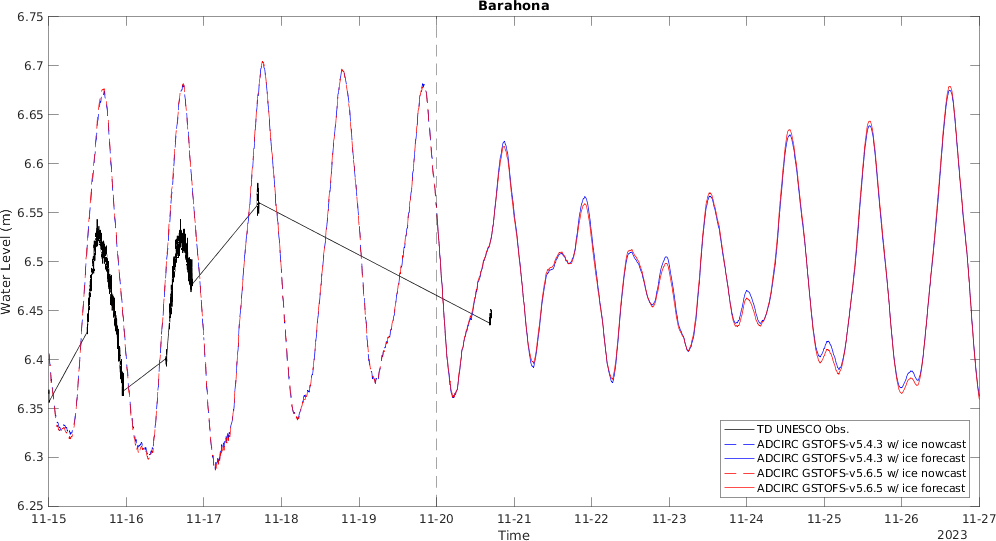 Barahona
6.75
6.7
6.65
6.6
6.55
6.5
6.45
6.4
6.35
6.3
6.25
Water Level (m)
11-15 11-16 11-17 11-18 11-19 11-20 11-21 11-22 11-23 11-24 11-25 11-26 11-27
Time
2023
TD UNESCO Obs.
ADCIRC GSTOFS-v5.4.3 w/ ice nowcast
ADCIRC GSTOFS-v5.4.3 w/ ice forecast
ADCIRC GSTOFS-v5.6.5 w/ ice nowcast
ADCIRC GSTOFS-v5.6.5 w/ ice forecast